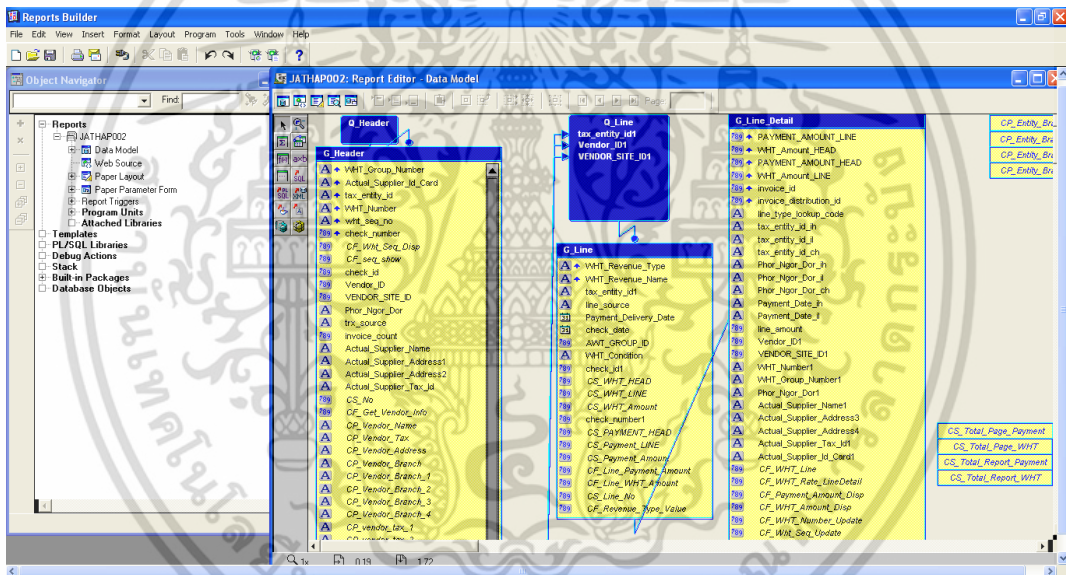 Reports Builder
File Edit View Insert Format Layout Program Tools Window Help
Object Navigator
Find:
Reports
JATHAP002
Data Model
Web Source
Paper Layout
Paper Parameter Form
Report Triggers
Program Units
Attached Libraries
Templates
PL/SQL Libraries
Debug Actions
Stack
Built-in Packages
Database Objects
JATHAP002: Report Editor - Data Model
Page:
Q_Header
G_Header
WHT_Group_Number
Actual_Supplier_Id_Card
tax_entity_id
WHT_Number
wht_seq_no
check_number
CF_Wht_Seq_Disp
CF_seq_show
check_id
Vendor_ID
VENDOR_SITE_ID
Phor_Ngor_Dor
trx_source
invoice_count
Actual_Supplier_Name
Actual_Supplier_Address1
Actual_Supplier_Address2
Actual_Supplier_Tax_Id
CS_No
CF_Get_Vendor_Info
CP_Vendor_Name
CP_Vendor_Tax
CP_Vendor_Address
CP_Vendor_Branch
CP_Vendor_Branch_1
CP_Vendor_Branch_2
CP_Vendor_Branch_3
CP_Vendor_Branch_4
CP_vendor_tax_1
Q_Line
tax_entity_id1
Vendor_ID1
VENDOR_SITE_ID1
G_Line
WHT_Revenue_Type
WHT_Revenue_Name
tax_entity_id1
line_source
Payment_Delivery_Date
check_date
AWT_GROUP_ID
WHT_Condition
check_id1
CS_WHT_HEAD
CS_WHT_LINE
CS_WHT_Amount
check_number1
CS_PAYMENT_HEAD
CS_Payment_LINE
CS_Payment_Amount
CF_Line_Payment_Amount
CF_Line_WHT_Amount
CS_Line_No
CF_Revenue_Type_Value
G_Line_Detail
PAYMENT_AMOUNT_LINE
WHT_Amount_HEAD
PAYMENT_AMOUNT_HEAD
WHT_Amount_LINE
invoice_id
invoice_distribution_id
line_type_lookup_code
tax_entity_id_ih
tax_entity_id_il
tax_entity_id_ch
Phor_Ngor_Dor_ih
Phor_Ngor_Dor_il
Phor_Ngor_Dor_ch
Payment_Date_ih
Payment_Date_il
line_amount
Vendor_ID1
VENDOR_SITE_ID1
WHT_Number1
WHT_Group_Number1
Phor_Ngor_Dor1
Actual_Supplier_Name1
Actual_Supplier_Address3
Actual_Supplier_Address4
Actual_Supplier_Tax_Id1
Actual_Supplier_Id_Card1
CF_WHT_Line
CF_WHT_Rate_LineDetail
CF_Payment_Amount_Disp
CF_WHT_Amount_Disp
CF_WHT_Number_Update
CF_Wht_Seq_Update
CP_Entity_Bra
CP_Entity_Bra
CP_Entity_Bra
CP_Entity_Bra
CS_Total_Page_Payment
CS_Total_Page_WHT
CS_Total_Report_Payment
CS_Total_Report_WHT
1x 0.19 1.72